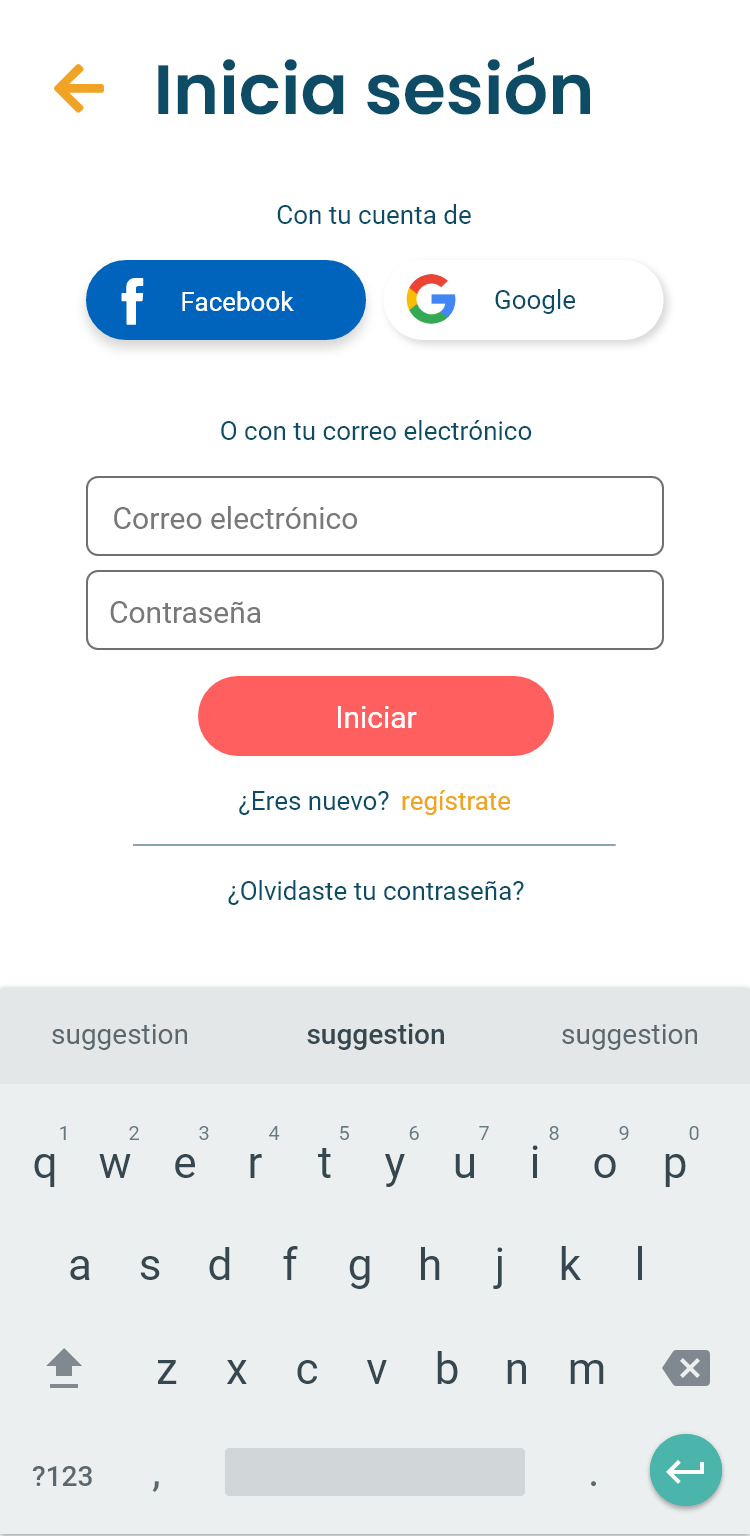 Inicia sesión
Con tu cuenta de
Facebook
Google
O con tu correo electrónico
Correo electrónico
Contraseña
Iniciar
¿Eres nuevo? regístrate
¿Olvidaste tu contraseña?
suggestion suggestion suggestion
1 2 3 4 5 6 7 8 9 0
q w e r t y u i o p
a s d f g h j k l
z x c v b n m
?123 , .